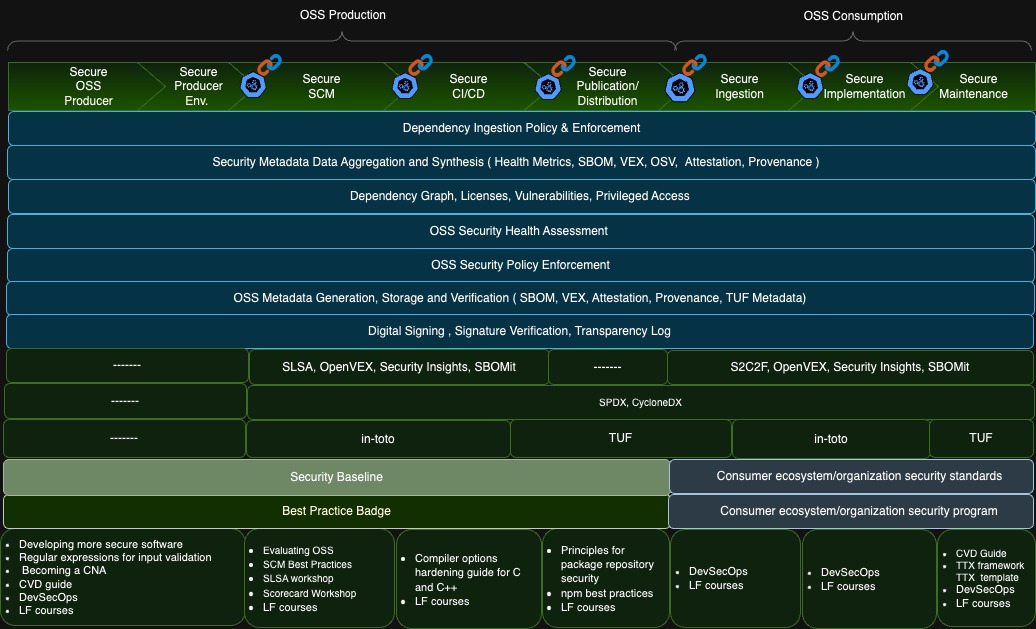 OSS Production
OSS Consumption
Secure
OSS
Producer
Secure
Producer
Env.
Secure
SCM
Secure
CI/CD
Secure
Publication/
Distribution
Secure
Ingestion
Secure
Implementation
Secure
Maintenance
Dependency Ingestion Policy & Enforcement
Security Metadata Data Aggregation and Synthesis ( Health Metrics, SBOM, VEX, OSV, Attestation, Provenance )
Dependency Graph, Licenses, Vulnerabilities, Privileged Access
OSS Security Health Assessment
OSS Security Policy Enforcement
OSS Metadata Generation, Storage and Verification ( SBOM, VEX, Attestation, Provenance, TUF Metadata)
Digital Signing , Signature Verification, Transparency Log
-------
SLSA, OpenVEX, Security Insights, SBOMit
-------
S2C2F, OpenVEX, Security Insights, SBOMit
-------
SPDX, CycloneDX
-------
in-toto
TUF
in-toto
TUF
Security Baseline
Consumer ecosystem/organization security standards
Best Practice Badge
Consumer ecosystem/organization security program
• Developing more secure software
• Regular expressions for input validation
• Becoming a CNA
• CVD guide
• DevSecOps
• LF courses
• Evaluating OSS
• SCM Best Practices
• SLSA workshop
• Scorecard Workshop
• LF courses
• Compiler options
hardening guide for C
and C++
• LF courses
• Principles for
package repository
security
• npm best practices
• LF courses
• DevSecOps
• LF courses
• DevSecOps
• LF courses
• CVD Guide
• TTX framework
TTX template
• DevSecOps
• LF courses